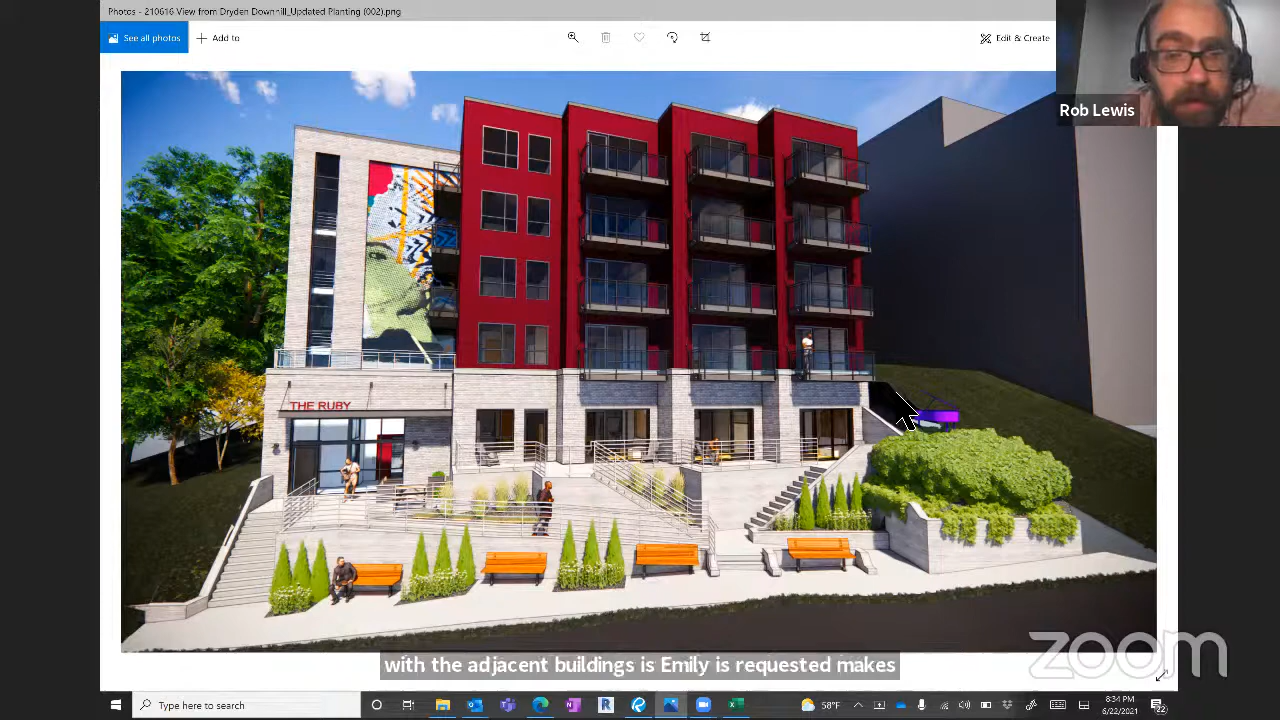 Photos - 210616 View from Dryden Downhill_Updated Planting (002).png
See all photos
Add to
Edit & Create
Rob Lewis
THE RUBY
zoom
with the adjacent buildings is Emily is requested makes
Type here to search
58°F
8:34 PM
6/22/2021
22